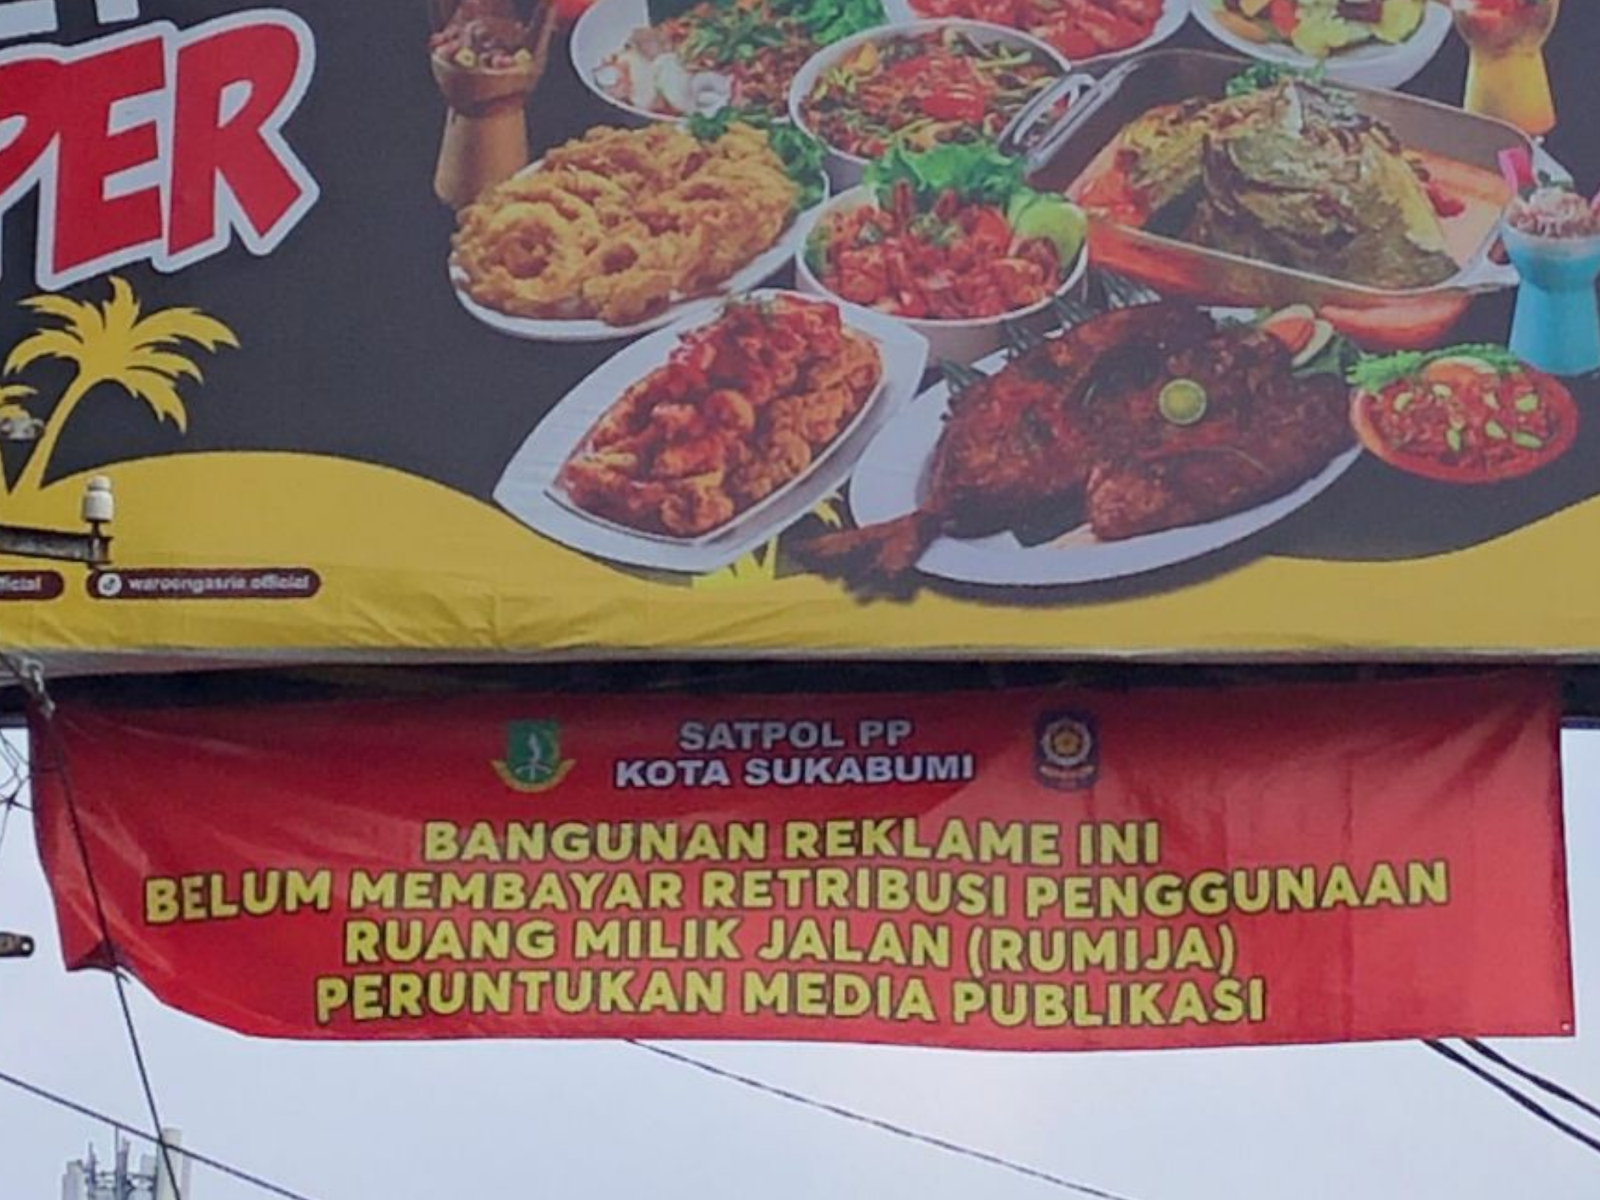 PER
ficial
waroengasrie.official
SATPOL PP
KOTA SUKABUMI
BANGUNAN REKLAME INI
BELUM MEMBAYAR RETRIBUSI PENGGUNAAN
RUANG MILIK JALAN (RUMIJA)
PERUNTUKAN MEDIA PUBLIKASI